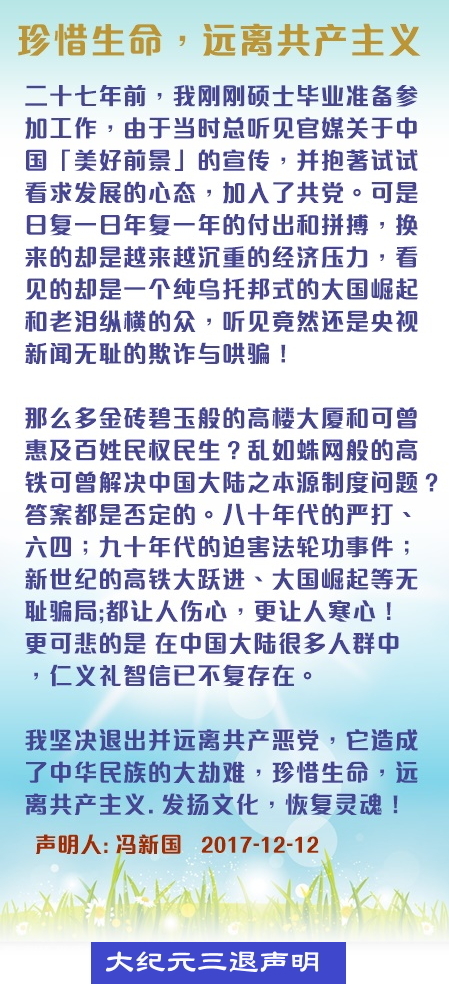 珍惜生命，远离共产主义
二十七年前，我刚刚硕士毕业准备参
加工作，由于当时总听见官媒关于中
国「美好前景」的宣传，并抱著试试
看求发展的心态，加入了共党。可是
日复一日年复一年的付出和拼搏，换
来的却是越来越沉重的经济压力，看
见的却是一个纯乌托邦式的大国崛起
和老泪纵横的众，听见竟然还是央视
新闻无耻的欺诈与哄骗！
那么多金砖碧玉般的高楼大厦和可曾
惠及百姓民权民生？乱如蛛网般的高
铁可曾解决中国大陆之本源制度问题？
答案都是否定的。八十年代的严打、
六四；九十年代的迫害法轮功事件；
新世纪的高铁大跃进、大国崛起等无
耻骗局;都让人伤心，更让人寒心！
更可悲的是 在中国大陆很多人群中
，仁义礼智信已不复存在。
我坚决退出并远离共产恶党，它造成
了中华民族的大劫难，珍惜生命，远
离共产主义. 发扬文化，恢复灵魂！
声明人: 冯新国 2017-12-12
大纪元三退声明